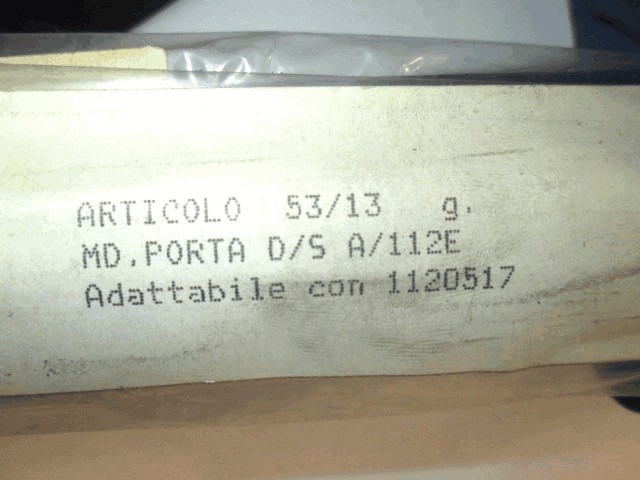 ARTICOLO 53/13 g.
MD.PORTA D/S A/112E
Adattabile con 1120517